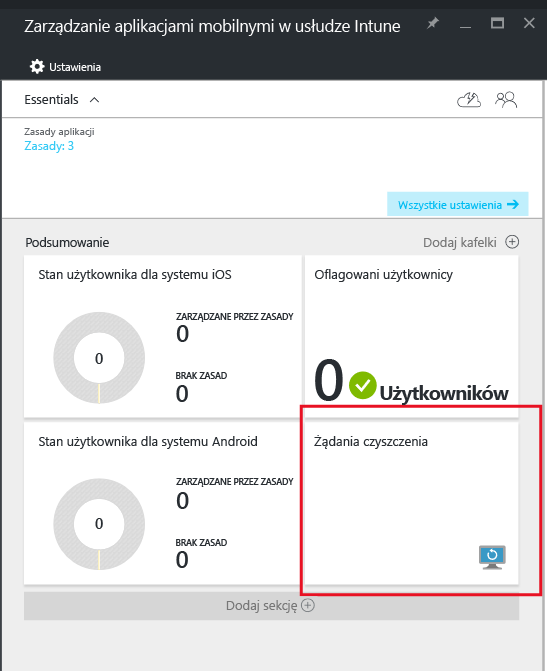 Zarządzanie aplikacjami mobilnymi w usłudze Intune
Ustawienia
Essentials
Zasady aplikacji
Zasady: 3
Wszystkie ustawienia
Podsumowanie
Dodaj kafelki
Stan użytkownika dla systemu iOS
0
ZARZĄDZANE PRZEZ ZASADY
0
BRAK ZASAD
0
Oflagowani użytkownicy
0 Użytkowników
Stan użytkownika dla systemu Android
0
ZARZĄDZANE PRZEZ ZASADY
0
BRAK ZASAD
0
Żądania czyszczenia
Dodaj sekcję